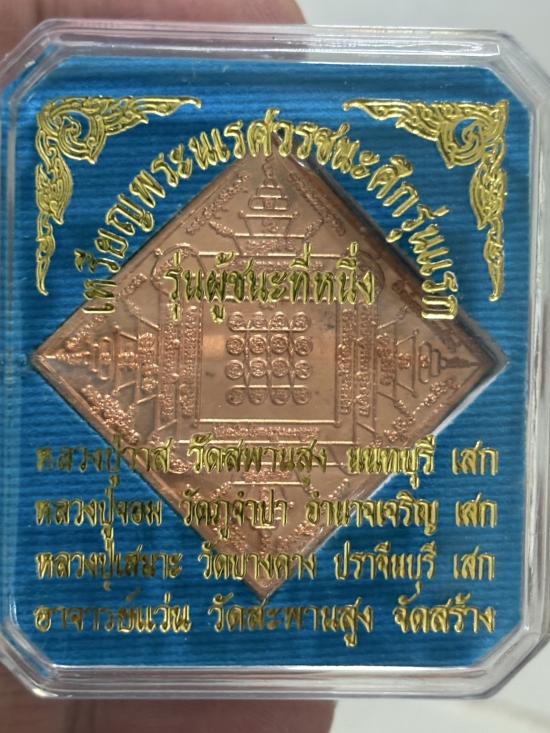 เหรียญพระนเรศวรชนะศึกรุ่นแรก
รุ่นผู้ชนะที่หนึ่ง
หลวงปู่วาส วัดสพานสูง นนทบุรี เสก
หลวงปู่จอม วัดภูจำปา อำนาจเจริญ เสก
หลวงปู่เสนาะ วัดบางคาง ปราจีนบุรี เสก
อาจารย์แว่น วัดสะพานสูง จัดสร้าง